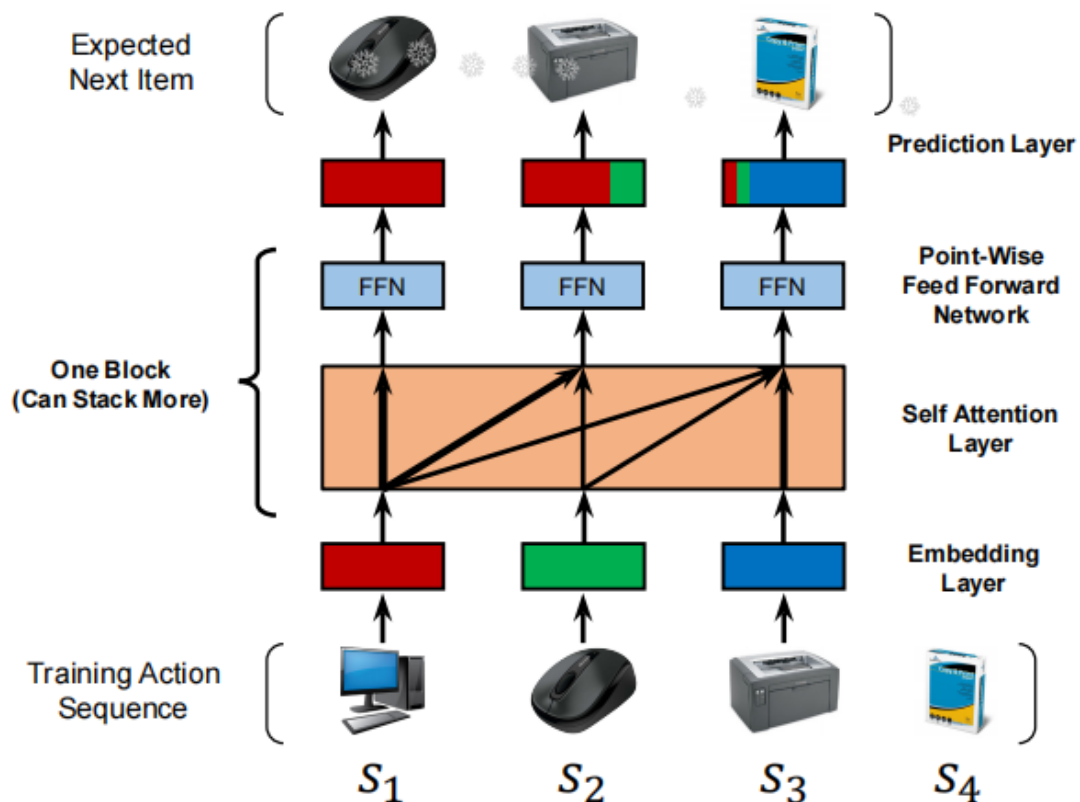 Expected
Next Item
Prediction Layer
Point-Wise
Feed Forward
Network
FFN
FFN
FFN
One Block
(Can Stack More)
Self Attention
Layer
Embedding
Layer
Training Action
Sequence
S1
S2
S3
S4